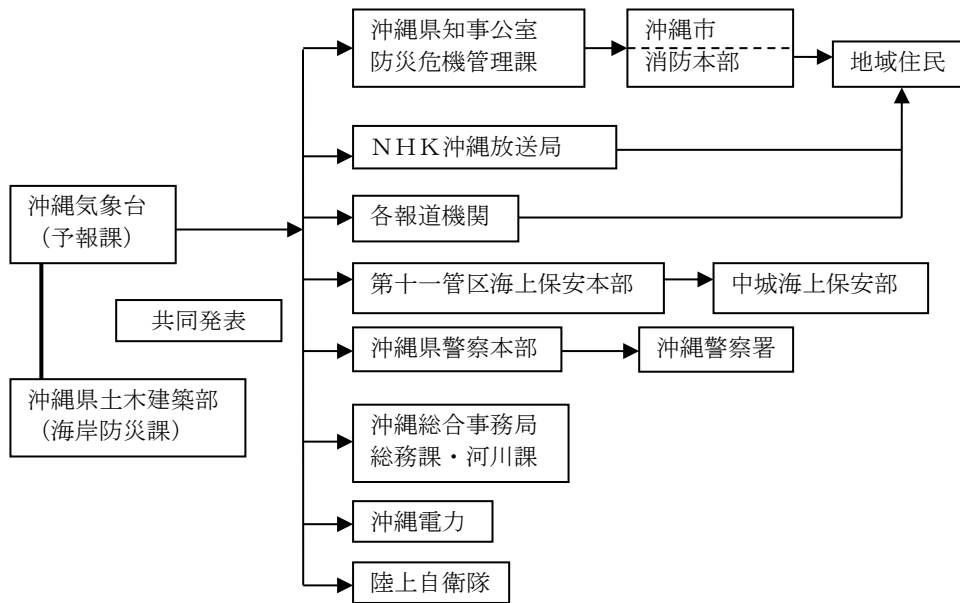 沖縄県知事公室
防災危機管理課
沖縄市
消防本部
地域住民
ＮＨＫ沖縄放送局
沖縄気象台
（予報課）
各報道機関
第十一管区海上保安本部
中城海上保安部
共同発表
沖縄県警察本部
沖縄警察署
沖縄県土木建築部
（海岸防災課）
沖縄総合事務局
総務課・河川課
沖縄電力
陸上自衛隊